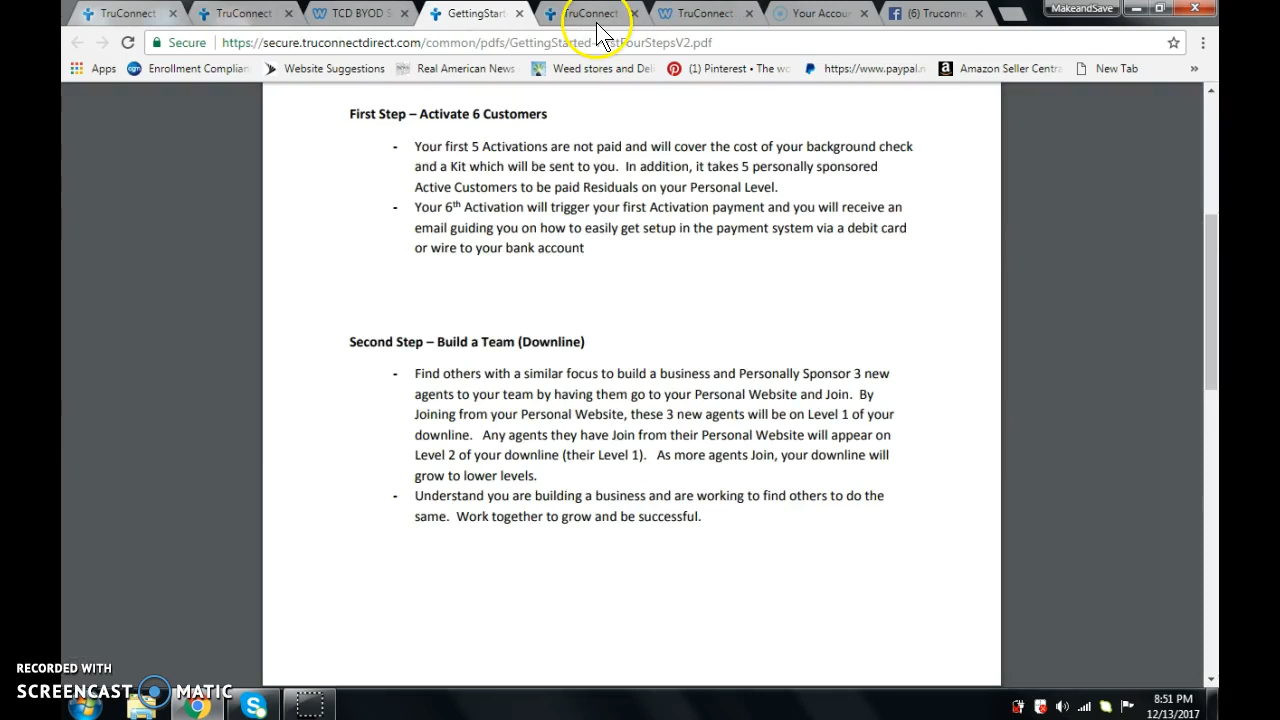 TruConnect
TruConnect
TCD BYOD S
GettingStar
TruConnect
TruConnect
Your Accou
(6) Truconne
MakeandSave
Secure
https://secure.truconnectdirect.com/common/pdfs/GettingStarted-FirstFourStepsV2.pdf
Apps
Enrollment Complian
Website Suggestions
Real American News
Weed stores and Deli
(1) Pinterest • The wo
https://www.paypal.n
Amazon Seller Centra
New Tab
»
First Step – Activate 6 Customers
- Your first 5 Activations are not paid and will cover the cost of your background check
and a Kit which will be sent to you. In addition, it takes 5 personally sponsored
Active Customers to be paid Residuals on your Personal Level.
- Your 6th Activation will trigger your first Activation payment and you will receive an
email guiding you on how to easily get setup in the payment system via a debit card
or wire to your bank account
Second Step – Build a Team (Downline)
- Find others with a similar focus to build a business and Personally Sponsor 3 new
agents to your team by having them go to your Personal Website and Join. By
Joining from your Personal Website, these 3 new agents will be on Level 1 of your
downline. Any agents they have Join from their Personal Website will appear on
Level 2 of your downline (their Level 1). As more agents Join, your downline will
grow to lower levels.
- Understand you are building a business and are working to find others to do the
same. Work together to grow and be successful.
RECORDED WITH
SCREENCAST MATIC
8:51 PM
12/13/2017